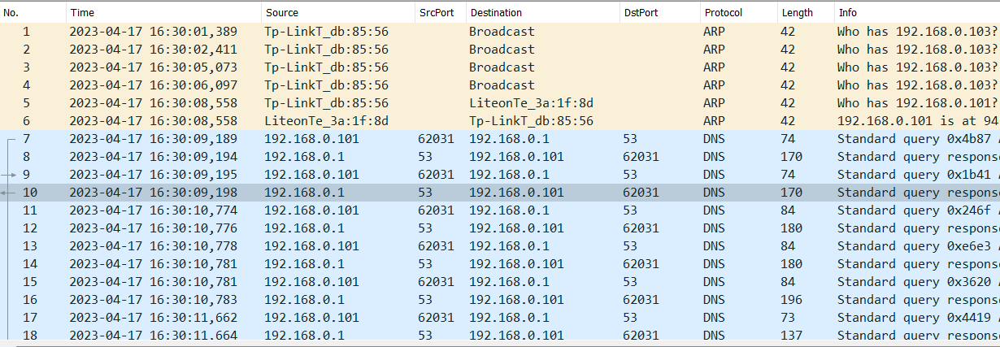 No. Time Source SrcPort Destination DstPort Protocol Length Info
1 2023-04-17 16:30:01,389 Tp-LinkT_db:85:56 Broadcast ARP 42 Who has 192.168.0.103?
2 2023-04-17 16:30:02,411 Tp-LinkT_db:85:56 Broadcast ARP 42 Who has 192.168.0.103?
3 2023-04-17 16:30:05,073 Tp-LinkT_db:85:56 Broadcast ARP 42 Who has 192.168.0.103?
4 2023-04-17 16:30:06,097 Tp-LinkT_db:85:56 Broadcast ARP 42 Who has 192.168.0.103?
5 2023-04-17 16:30:08,558 Tp-LinkT_db:85:56 LiteonTe_3a:1f:8d ARP 42 Who has 192.168.0.101?
6 2023-04-17 16:30:08,558 LiteonTe_3a:1f:8d Tp-LinkT_db:85:56 ARP 42 192.168.0.101 is at 94
7 2023-04-17 16:30:09,189 192.168.0.101 62031 192.168.0.1 53 DNS 74 Standard query 0x4b87 A
8 2023-04-17 16:30:09,194 192.168.0.1 53 192.168.0.101 62031 DNS 170 Standard query response
9 2023-04-17 16:30:09,195 192.168.0.101 62031 192.168.0.1 53 DNS 74 Standard query 0x1b41 A
10 2023-04-17 16:30:09,198 192.168.0.1 53 192.168.0.101 62031 DNS 170 Standard query response
11 2023-04-17 16:30:10,774 192.168.0.101 62031 192.168.0.1 53 DNS 84 Standard query 0x246f A
12 2023-04-17 16:30:10,776 192.168.0.1 53 192.168.0.101 62031 DNS 180 Standard query response
13 2023-04-17 16:30:10,778 192.168.0.101 62031 192.168.0.1 53 DNS 84 Standard query 0xe6e3 A
14 2023-04-17 16:30:10,781 192.168.0.1 53 192.168.0.101 62031 DNS 180 Standard query response
15 2023-04-17 16:30:10,781 192.168.0.101 62031 192.168.0.1 53 DNS 84 Standard query 0x3620 A
16 2023-04-17 16:30:10,783 192.168.0.1 53 192.168.0.101 62031 DNS 196 Standard query response
17 2023-04-17 16:30:11,662 192.168.0.101 62031 192.168.0.1 53 DNS 73 Standard query 0x4419 A
18 2023-04-17 16:30:11,664 192.168.0.1 53 192.168.0.101 62031 DNS 137 Standard query response